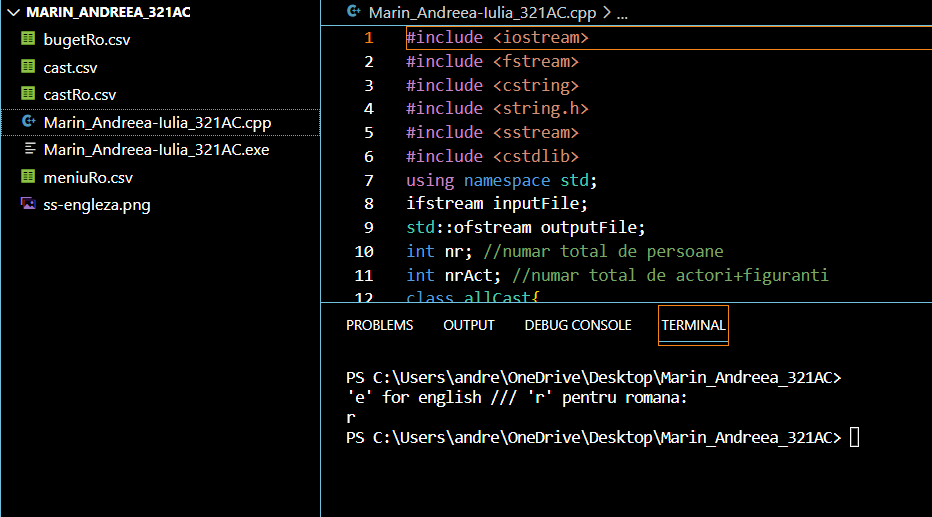 MARIN_ANDREEA_321AC
bugetRo.csv
cast.csv
castRo.csv
Marin_Andreea-Iulia_321AC.cpp
Marin_Andreea-Iulia_321AC.exe
meniuRo.csv
ss-engleza.png
Marin_Andreea-Iulia_321AC.cpp > ...
1 #include <iostream>
2 #include <fstream>
3 #include <cstring>
4 #include <string.h>
5 #include <sstream>
6 #include <cstdlib>
7 using namespace std;
8 ifstream inputFile;
9 std::ofstream outputFile;
10 int nr; //numar total de persoane
11 int nrAct; //numar total de actori+figuranti
12 class allCast{
PROBLEMS OUTPUT DEBUG CONSOLE TERMINAL
PS C:\Users\andre\OneDrive\Desktop\Marin_Andreea_321AC>
'e' for english /// 'r' pentru romana:
r
PS C:\Users\andre\OneDrive\Desktop\Marin_Andreea_321AC>